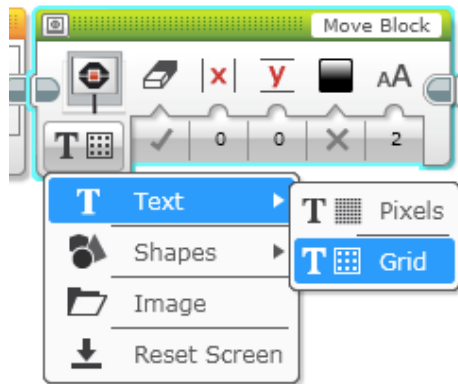 Move Block
x y AA
T 0 0 2
T Text
T Pixels
Shapes
T Grid
Image
Reset Screen